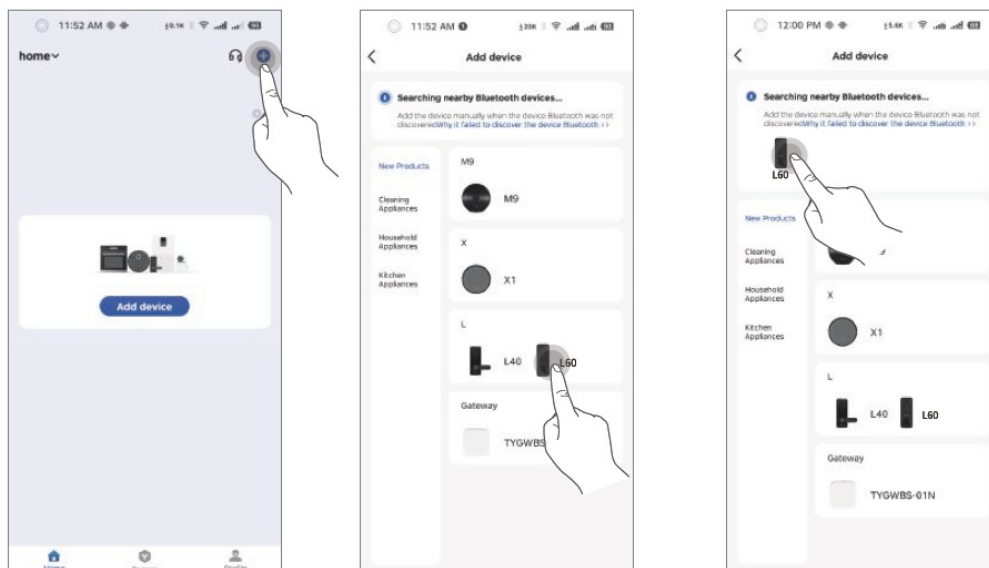 11:52 AM
home
Add device
Home
Profile
11:52 AM
Add device
Searching nearby Bluetooth devices...
Add the device manually when the device Bluetooth was not
discoveredWhy it failed to discover the device Bluetooth >>
New Products
Cleaning
Appliances
Household
Appliances
Kitchen
Appliances
M9
M9
X
X1
L
L40
L60
Gateway
TYGWBS
12:00 PM
Add device
Searching nearby Bluetooth devices...
Add the device manually when the device Bluetooth was not
discoveredWhy it failed to discover the device Bluetooth >>
L60
New Products
Cleaning
Appliances
Household
Appliances
Kitchen
Appliances
X
X1
L
L40
L60
Gateway
TYGWBS-01N